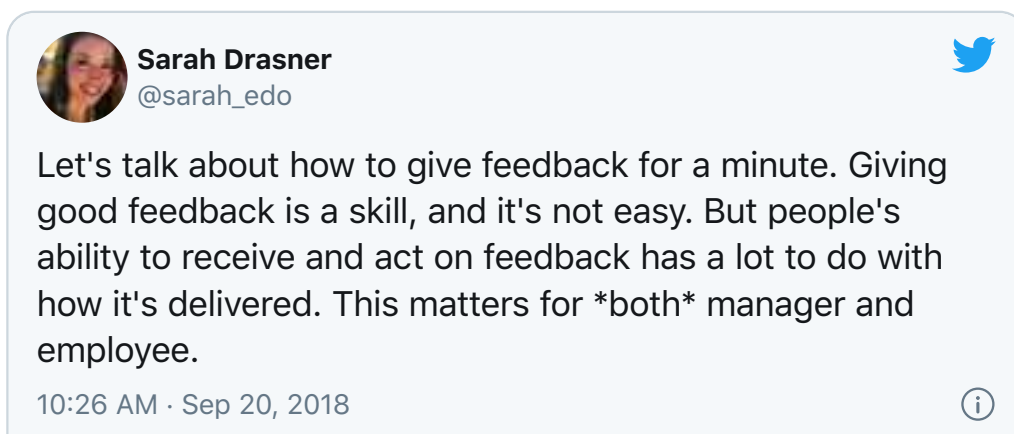 Sarah Drasner
@sarah_edo
Let's talk about how to give feedback for a minute. Giving
good feedback is a skill, and it's not easy. But people's
ability to receive and act on feedback has a lot to do with
how it's delivered. This matters for *both* manager and
employee.
10:26 AM · Sep 20, 2018